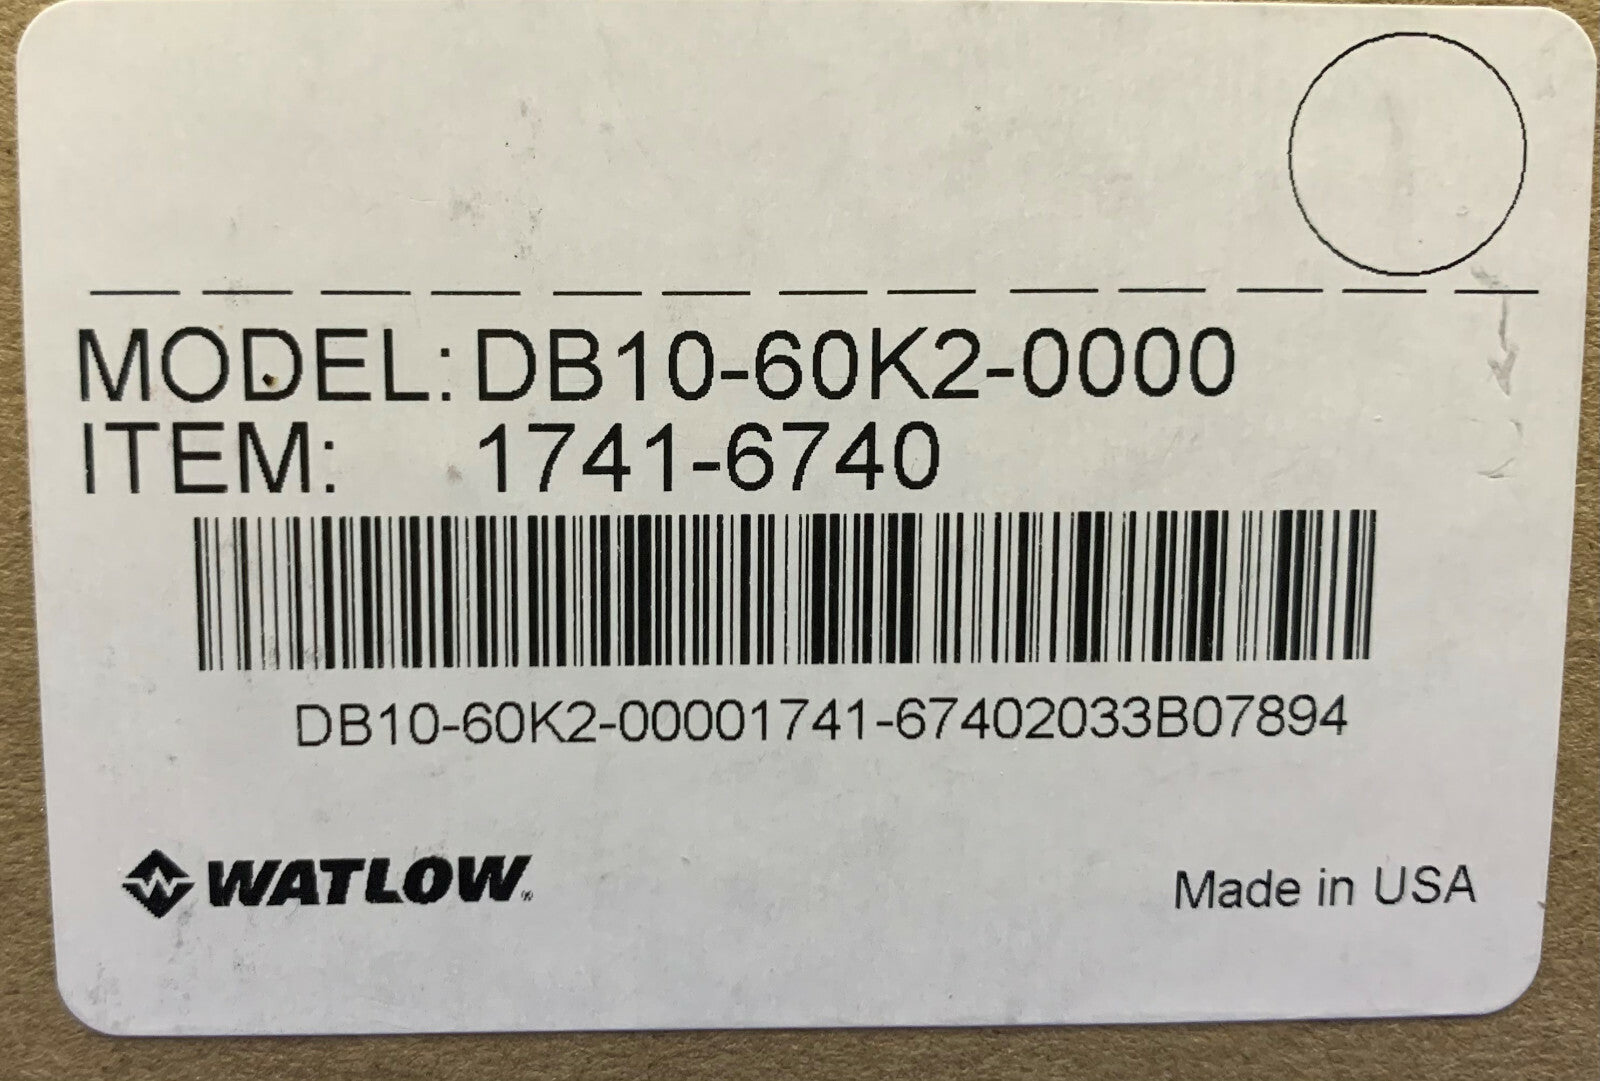 MODEL: DB10-60K2-0000
ITEM: 1741-6740
DB10-60K2-00001741-67402033B07894
WATLOW®
Made in USA